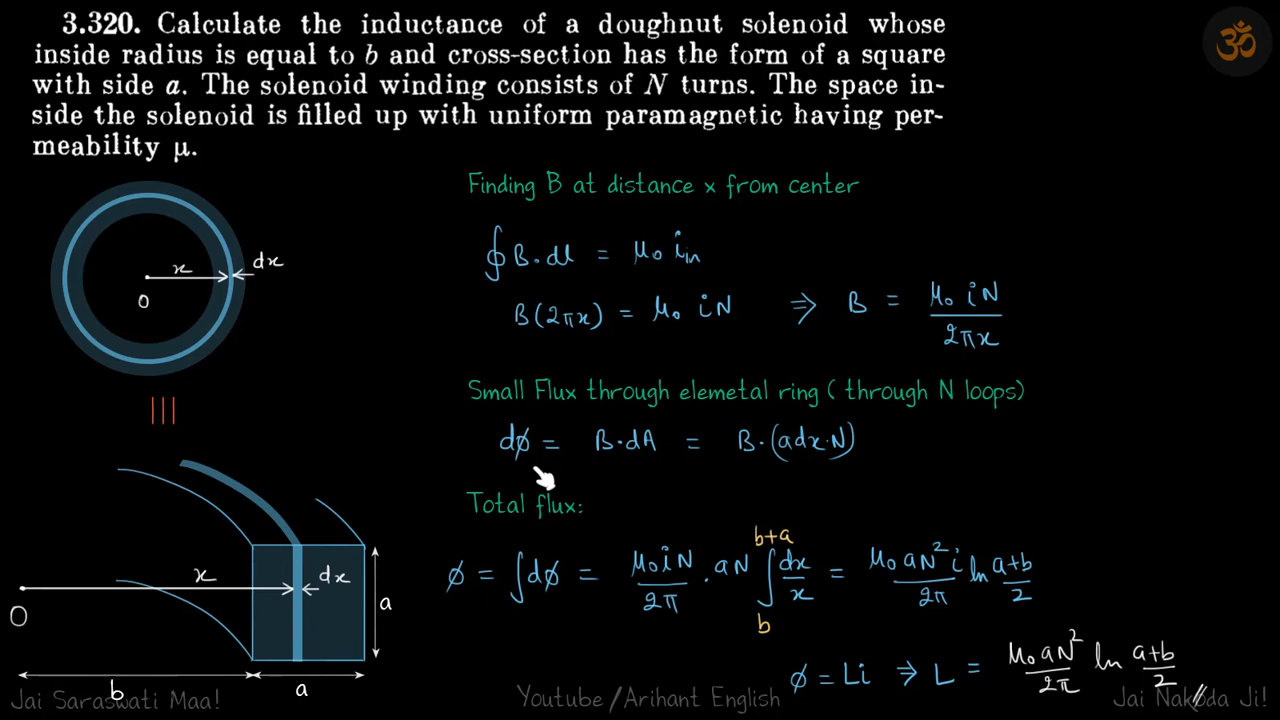 3.320. Calculate the inductance of a doughnut solenoid whose
inside radius is equal to b and cross-section has the form of a square
with side a. The solenoid winding consists of N turns. The space in-
side the solenoid is filled up with uniform paramagnetic having per-
meability μ.
ॐ
Finding B at distance x from center
∮B·dl = μ₀ i_in
B(2πx) = μ₀ iN ⇒ B = μ₀ iN / 2πx
x
dx
O
Small Flux through elemetal ring ( through N loops)
dφ = B·dA = B·(adx·N)
Total flux:
φ = ∫dφ = μ₀iN/2π · aN ∫_b^{b+a} dx/x = μ₀aN²i/2π ln a+b/2
φ = Li ⇒ L = μ₀aN²/2π ln a+b/2
x
dx
a
O
b
a
Jai Saraswati Maa!
Youtube / Arihant English
Jai Nakoda Ji!